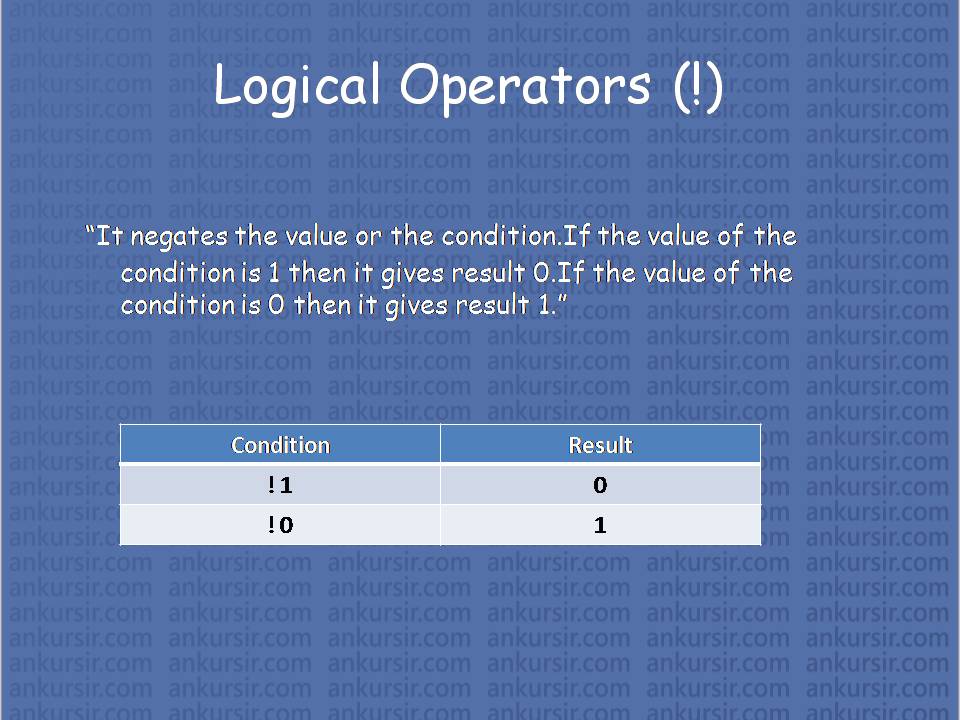 Logical Operators (!)
“It negates the value or the condition.If the value of the
condition is 1 then it gives result 0.If the value of the
condition is 0 then it gives result 1.”
Condition Result
!1 0
!0 1
ankursir.com